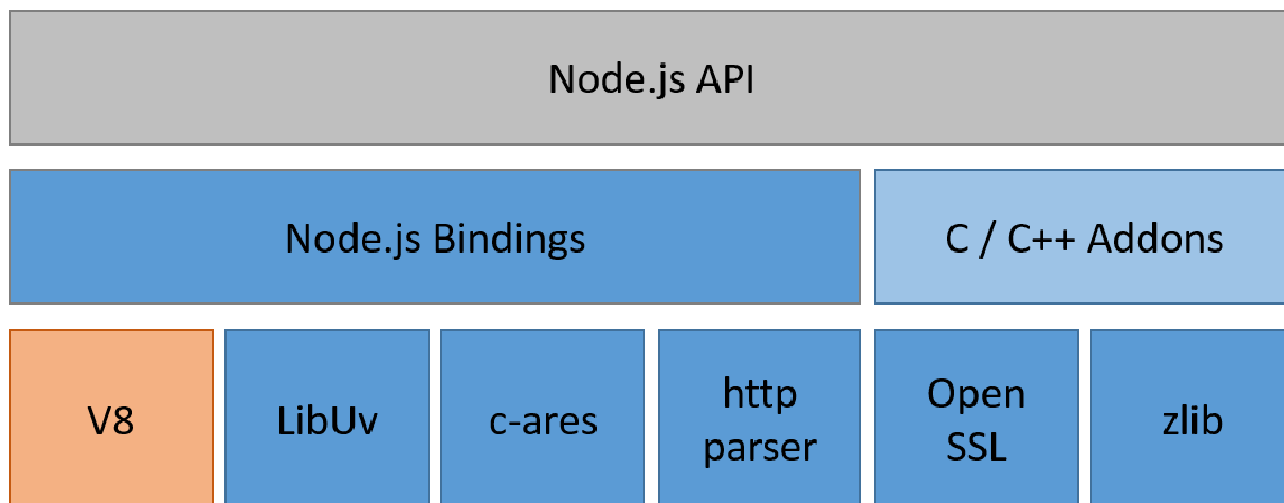 Node.js API
Node.js Bindings
C / C++ Addons
V8
LibUv
c-ares
http
parser
Open
SSL
zlib